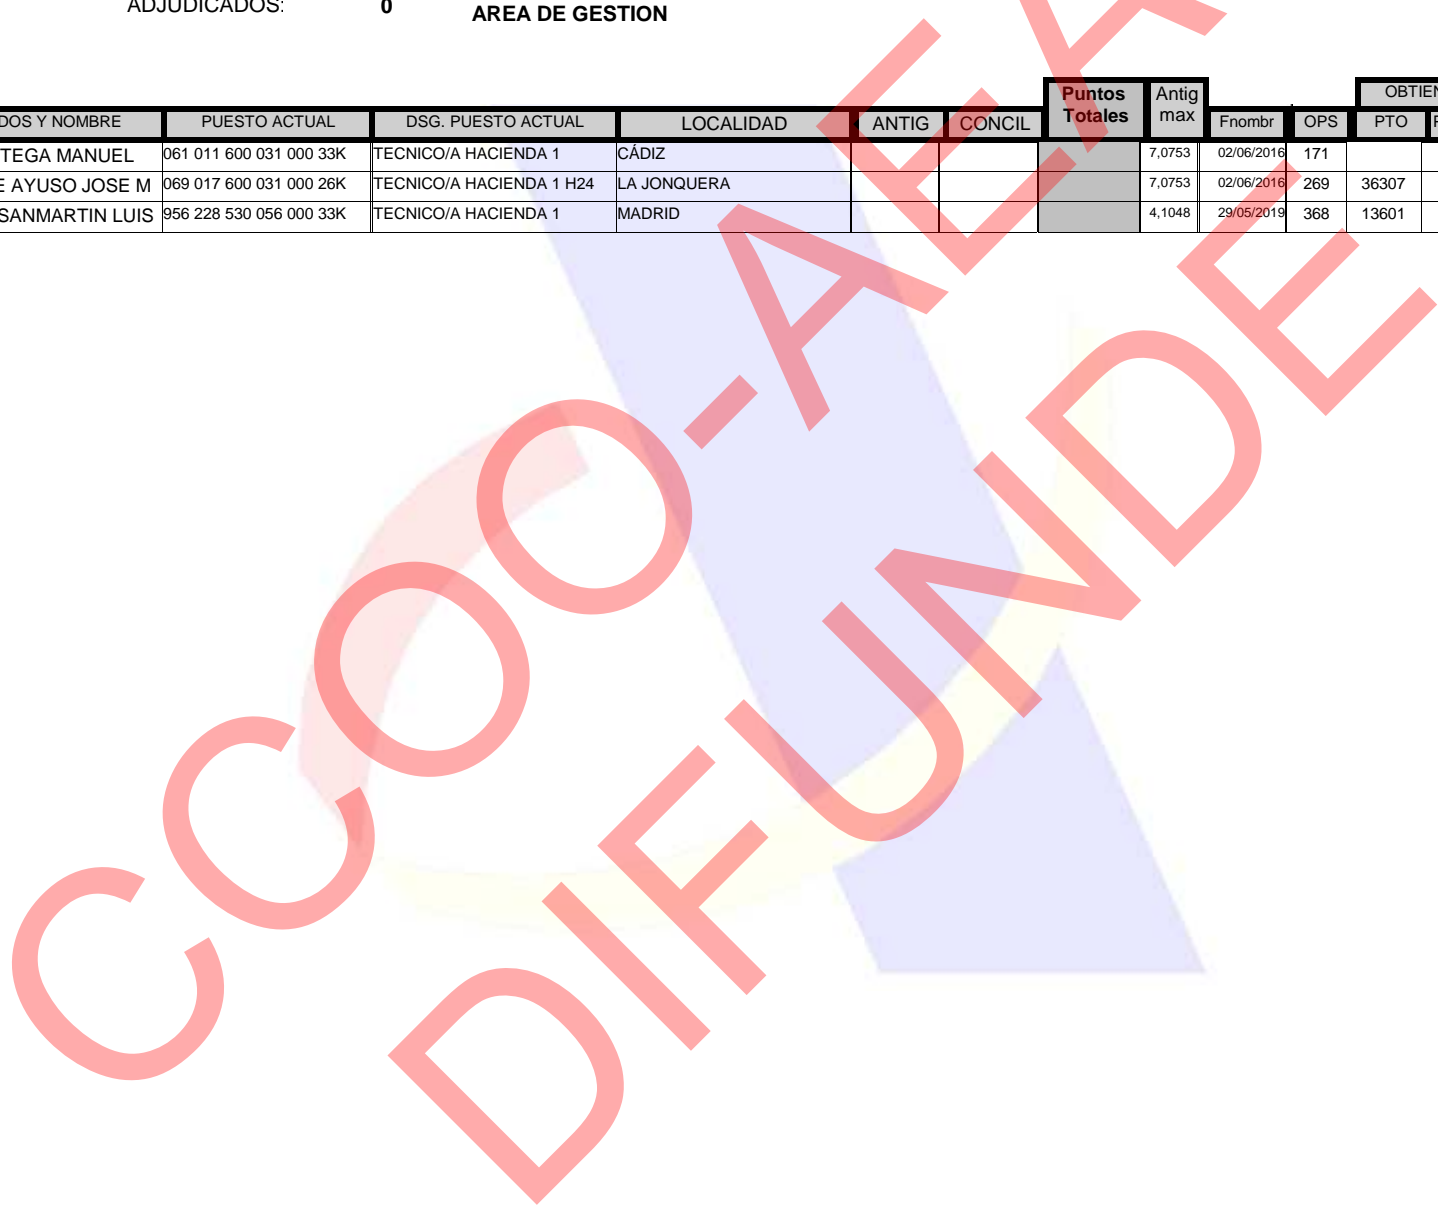 ADJUDICADOS: 0 AREA DE GESTION
Puntos Totales Antig max OBTIEN
DOS Y NOMBRE PUESTO ACTUAL DSG. PUESTO ACTUAL LOCALIDAD ANTIG CONCIL Fnombr OPS PTO
TEGA MANUEL 061 011 600 031 000 33K TECNICO/A HACIENDA 1 CÁDIZ 7,0753 02/06/2016 171
E AYUSO JOSE M 069 017 600 031 000 26K TECNICO/A HACIENDA 1 H24 LA JONQUERA 7,0753 02/06/2016 269 36307
SANMARTIN LUIS 956 228 530 056 000 33K TECNICO/A HACIENDA 1 MADRID 4,1048 29/05/2019 368 13601
CCOO-AEA
DIFUNDE